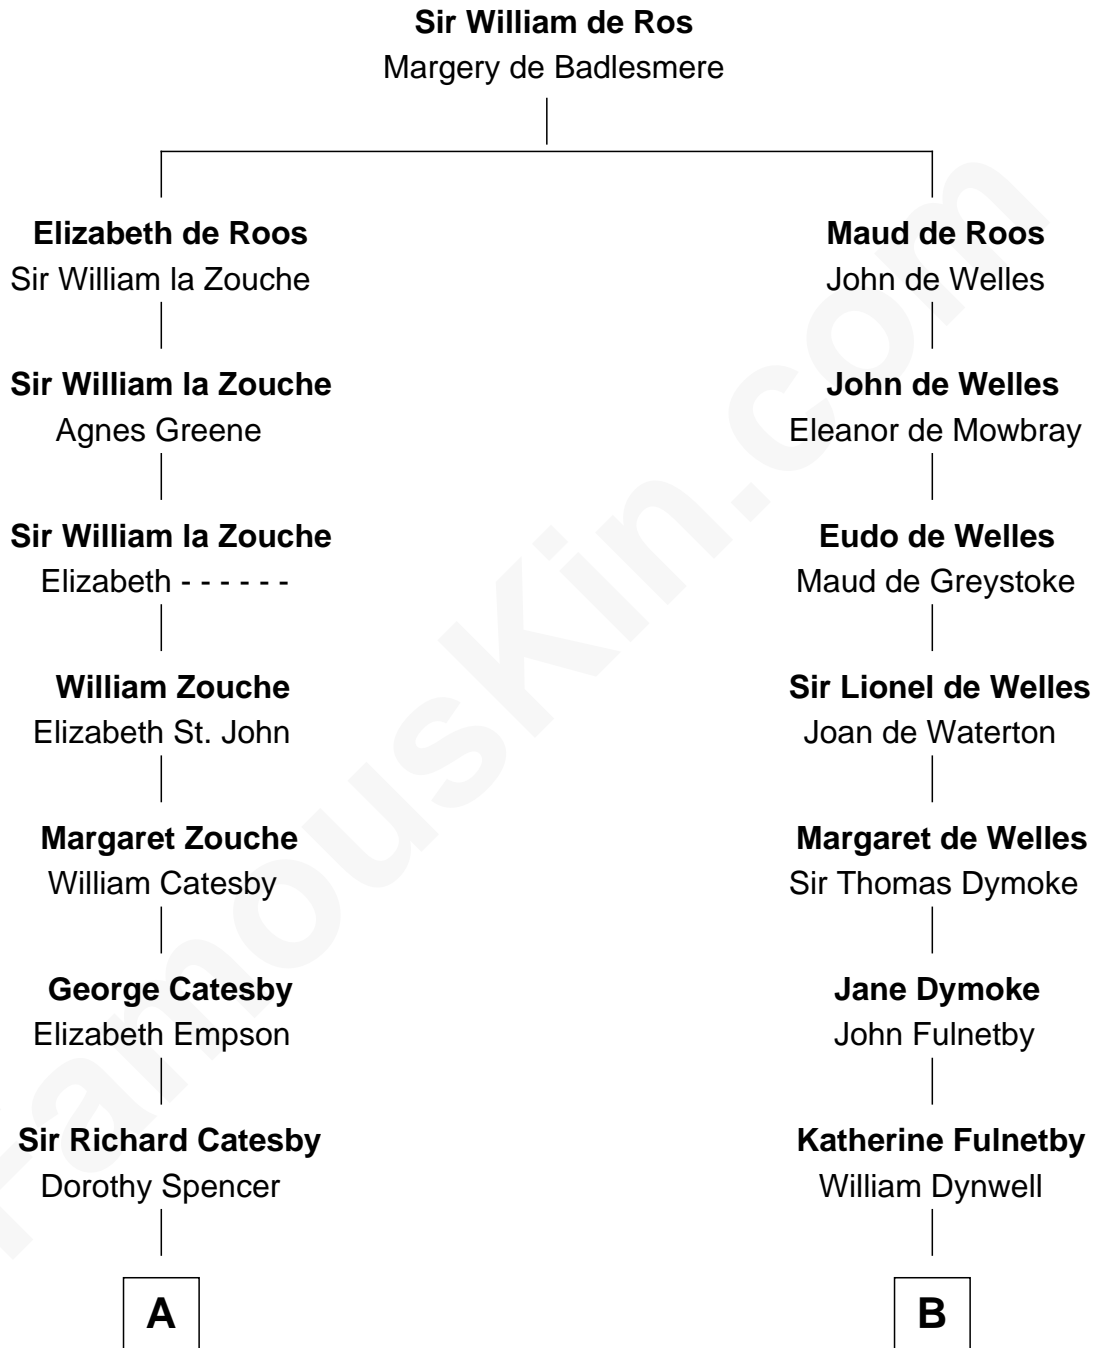 Sir William de Ros
Margery de Badlesmere
Elizabeth de Roos
Sir William la Zouche
Maud de Roos
John de Welles
Sir William la Zouche
Agnes Greene
John de Welles
Eleanor de Mowbray
Sir William la Zouche
Elizabeth - - - - - -
Eudo de Welles
Maud de Greystoke
William Zouche
Elizabeth St. John
Sir Lionel de Welles
Joan de Waterton
Margaret Zouche
William Catesby
Margaret de Welles
Sir Thomas Dymoke
George Catesby
Elizabeth Empson
Jane Dymoke
John Fulnetby
Sir Richard Catesby
Dorothy Spencer
Katherine Fulnetby
William Dynwell
A
B
FamousKin.com